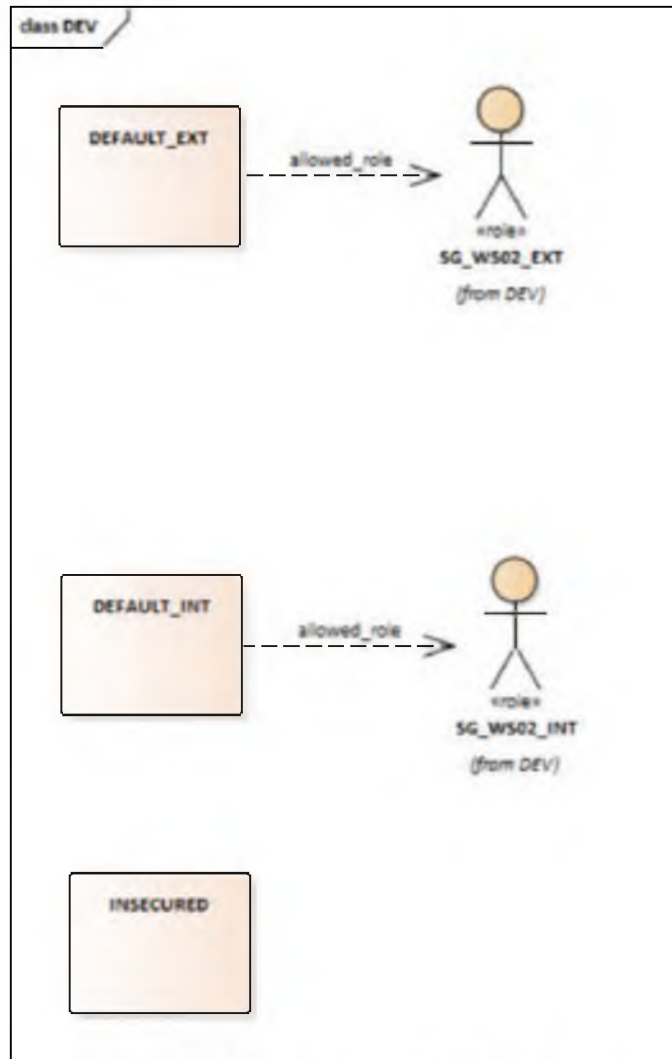 class DEV
DEFAULT_EXT
allowed_role
«role»
SG_WS02_EXT
(from DEV)
DEFAULT_INT
allowed_role
«role»
SG_WS02_INT
(from DEV)
INSECURED